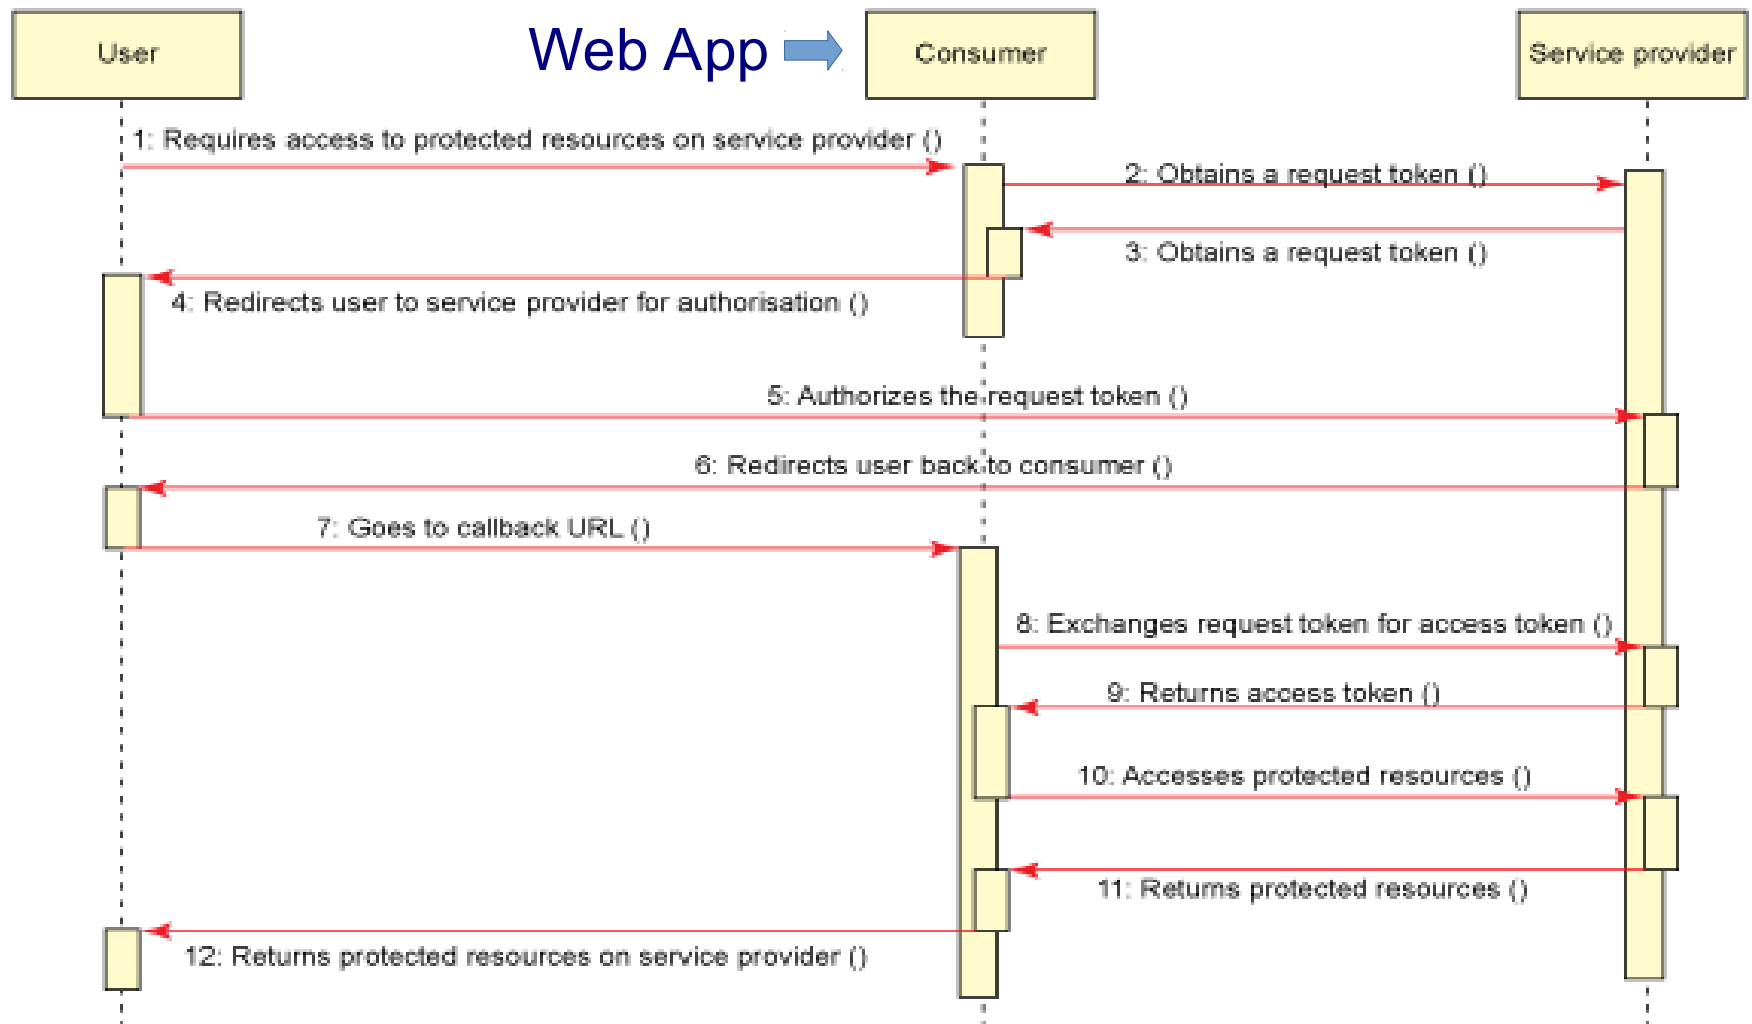 User
Web App
Consumer
Service provider
1: Requires access to protected resources on service provider ()
2: Obtains a request token ()
3: Obtains a request token ()
4: Redirects user to service provider for authorisation ()
5: Authorizes the request token ()
6: Redirects user back to consumer ()
7: Goes to callback URL ()
8: Exchanges request token for access token ()
9: Returns access token ()
10: Accesses protected resources ()
11: Returns protected resources ()
12: Returns protected resources on service provider ()